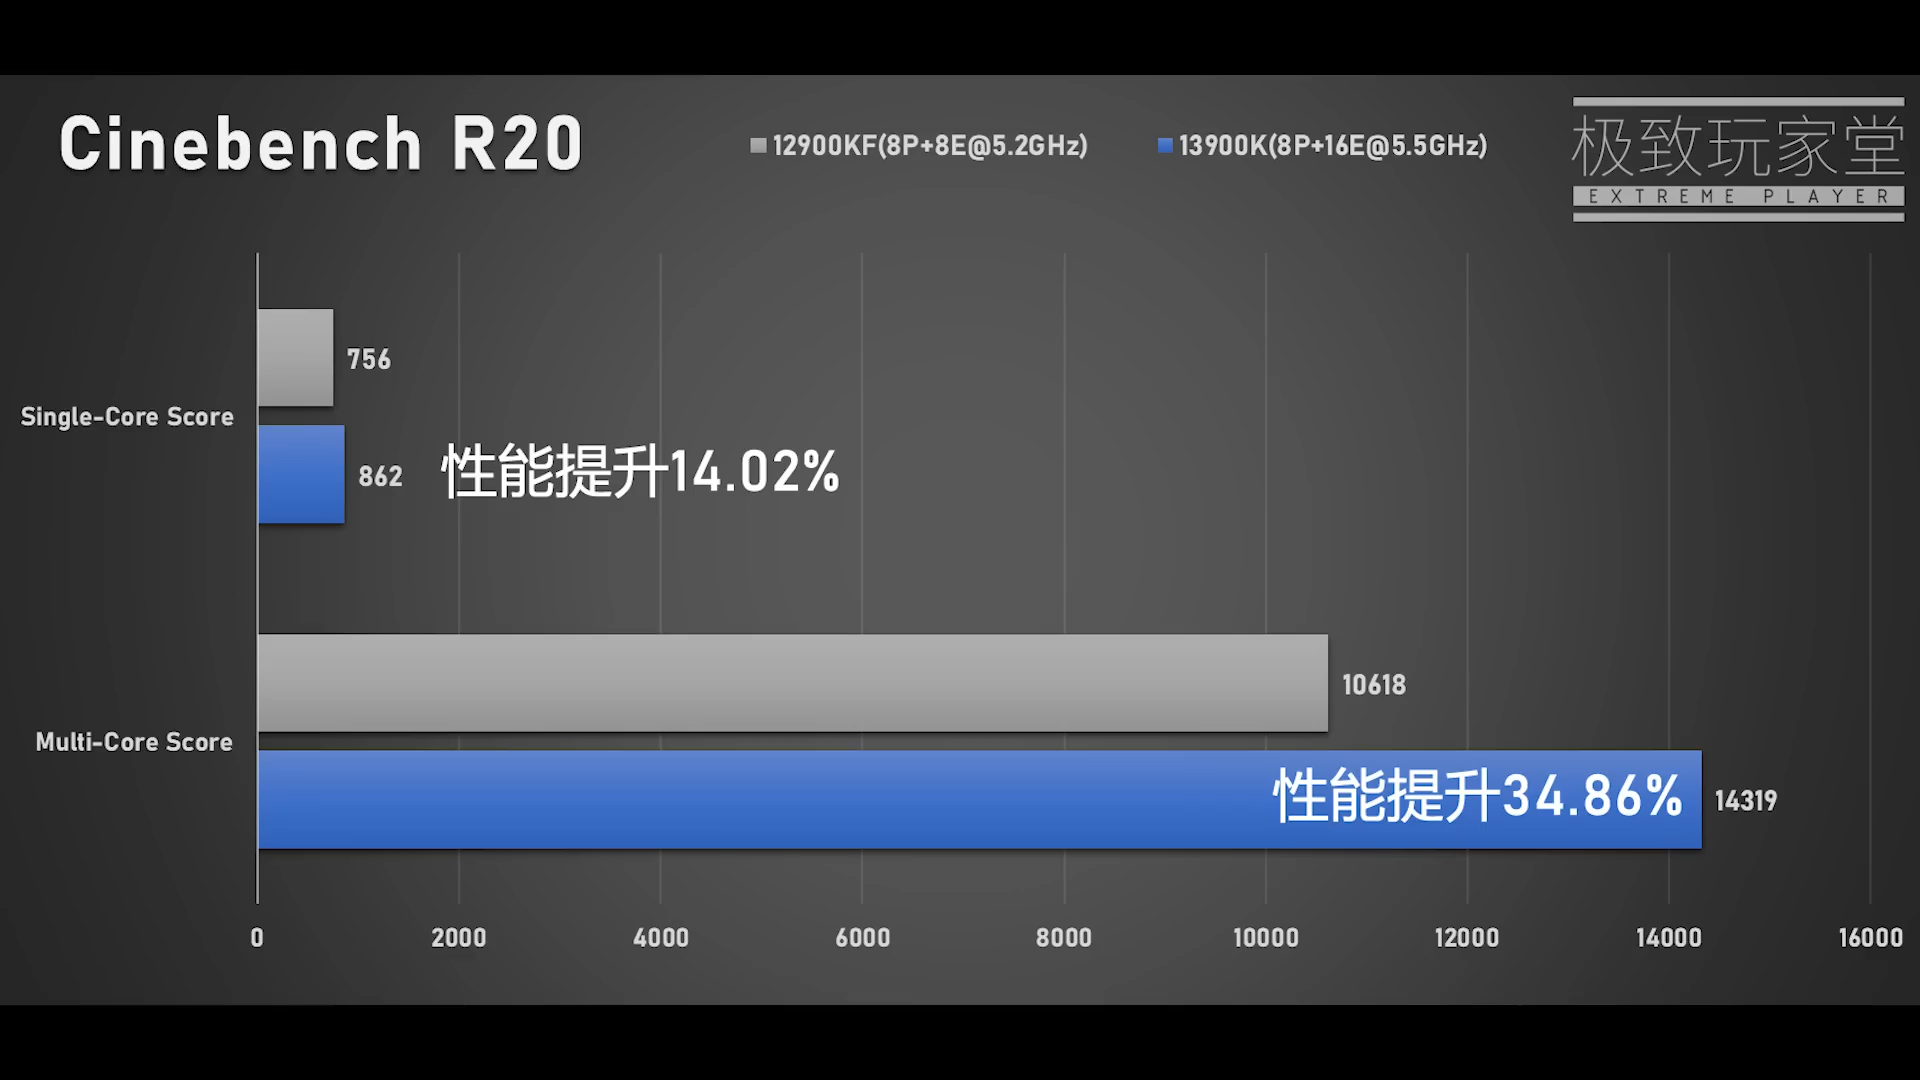 Cinebench R20
12900KF(8P+8E@5.2GHz)
13900K(8P+16E@5.5GHz)
极致玩家堂
EXTREME PLAYER
Single-Core Score
756
862
性能提升14.02%
Multi-Core Score
10618
性能提升34.86%
14319
0 2000 4000 6000 8000 10000 12000 14000 16000